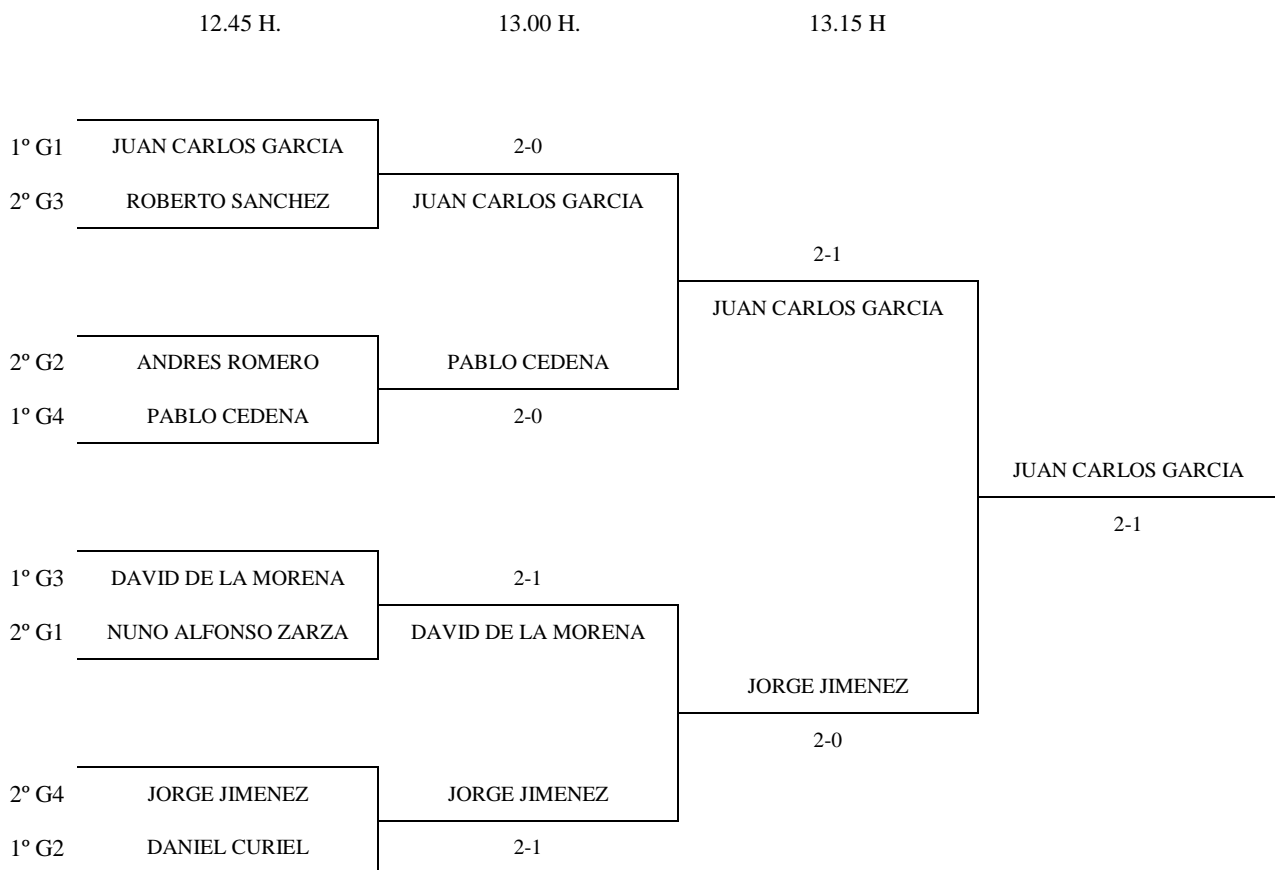 12.45 H. 13.00 H. 13.15 H
1º G1 JUAN CARLOS GARCIA 2-0
2º G3 ROBERTO SANCHEZ JUAN CARLOS GARCIA
2-1
JUAN CARLOS GARCIA
2º G2 ANDRES ROMERO PABLO CEDENA
1º G4 PABLO CEDENA 2-0
JUAN CARLOS GARCIA
2-1
1º G3 DAVID DE LA MORENA 2-1
2º G1 NUNO ALFONSO ZARZA DAVID DE LA MORENA
JORGE JIMENEZ
2-0
2º G4 JORGE JIMENEZ JORGE JIMENEZ
1º G2 DANIEL CURIEL 2-1